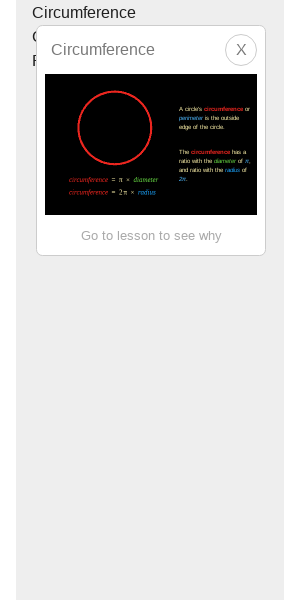 Circumference
Circumference
X
A circle's circumference or
perimeter is the outside
edge of the circle.
The circumference has a
ratio with the diameter of π,
and ratio with the radius of
2π.
circumference = π × diameter
circumference = 2π × radius
Go to lesson to see why